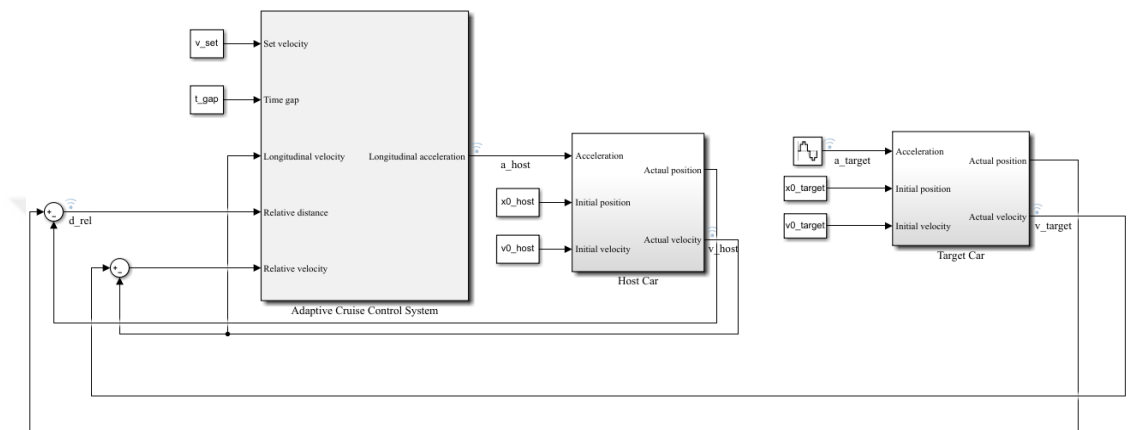 v_set
Set velocity
t_gap
Time gap
Longitudinal velocity
Longitudinal acceleration
a_host
Relative distance
d_rel
Relative velocity
Adaptive Cruise Control System
Acceleration
Actaul position
x0_host
Initial position
v0_host
Initial velocity
Actual velocity
v_host
Host Car
a_target
Acceleration
Actual position
x0_target
Initial position
v0_target
Initial velocity
Actual velocity
v_target
Target Car